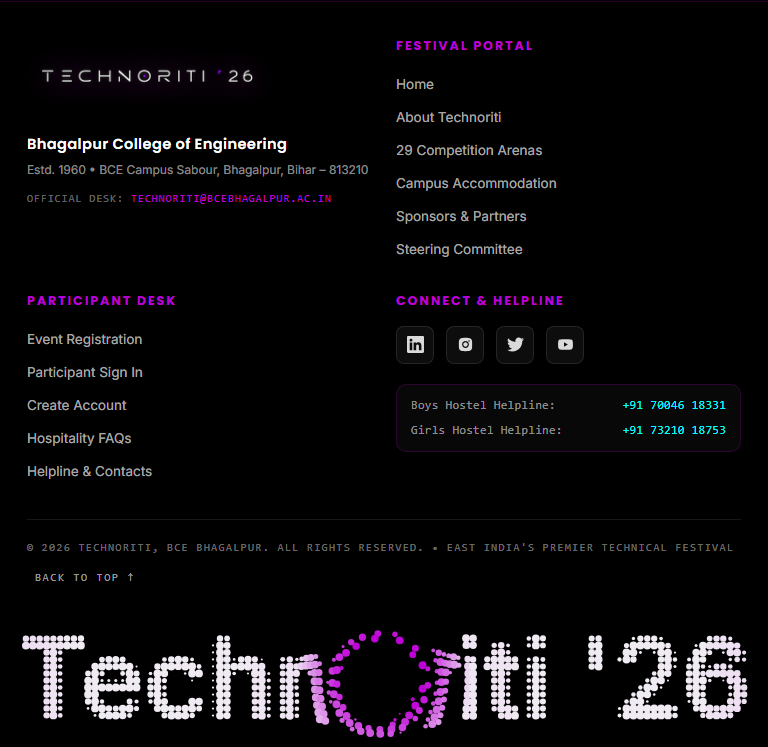 TECHNORITI '26
Bhagalpur College of Engineering
Estd. 1960 • BCE Campus Sabour, Bhagalpur, Bihar – 813210
OFFICIAL DESK: TECHNORITI@BCEBHAGALPUR.AC.IN
FESTIVAL PORTAL
Home
About Technoriti
29 Competition Arenas
Campus Accommodation
Sponsors & Partners
Steering Committee
PARTICIPANT DESK
Event Registration
Participant Sign In
Create Account
Hospitality FAQs
Helpline & Contacts
CONNECT & HELPLINE
in
Boys Hostel Helpline: +91 70046 18331
Girls Hostel Helpline: +91 73210 18753
© 2026 TECHNORITI, BCE BHAGALPUR. ALL RIGHTS RESERVED. • EAST INDIA'S PREMIER TECHNICAL FESTIVAL
BACK TO TOP ↑
Technoriti '26